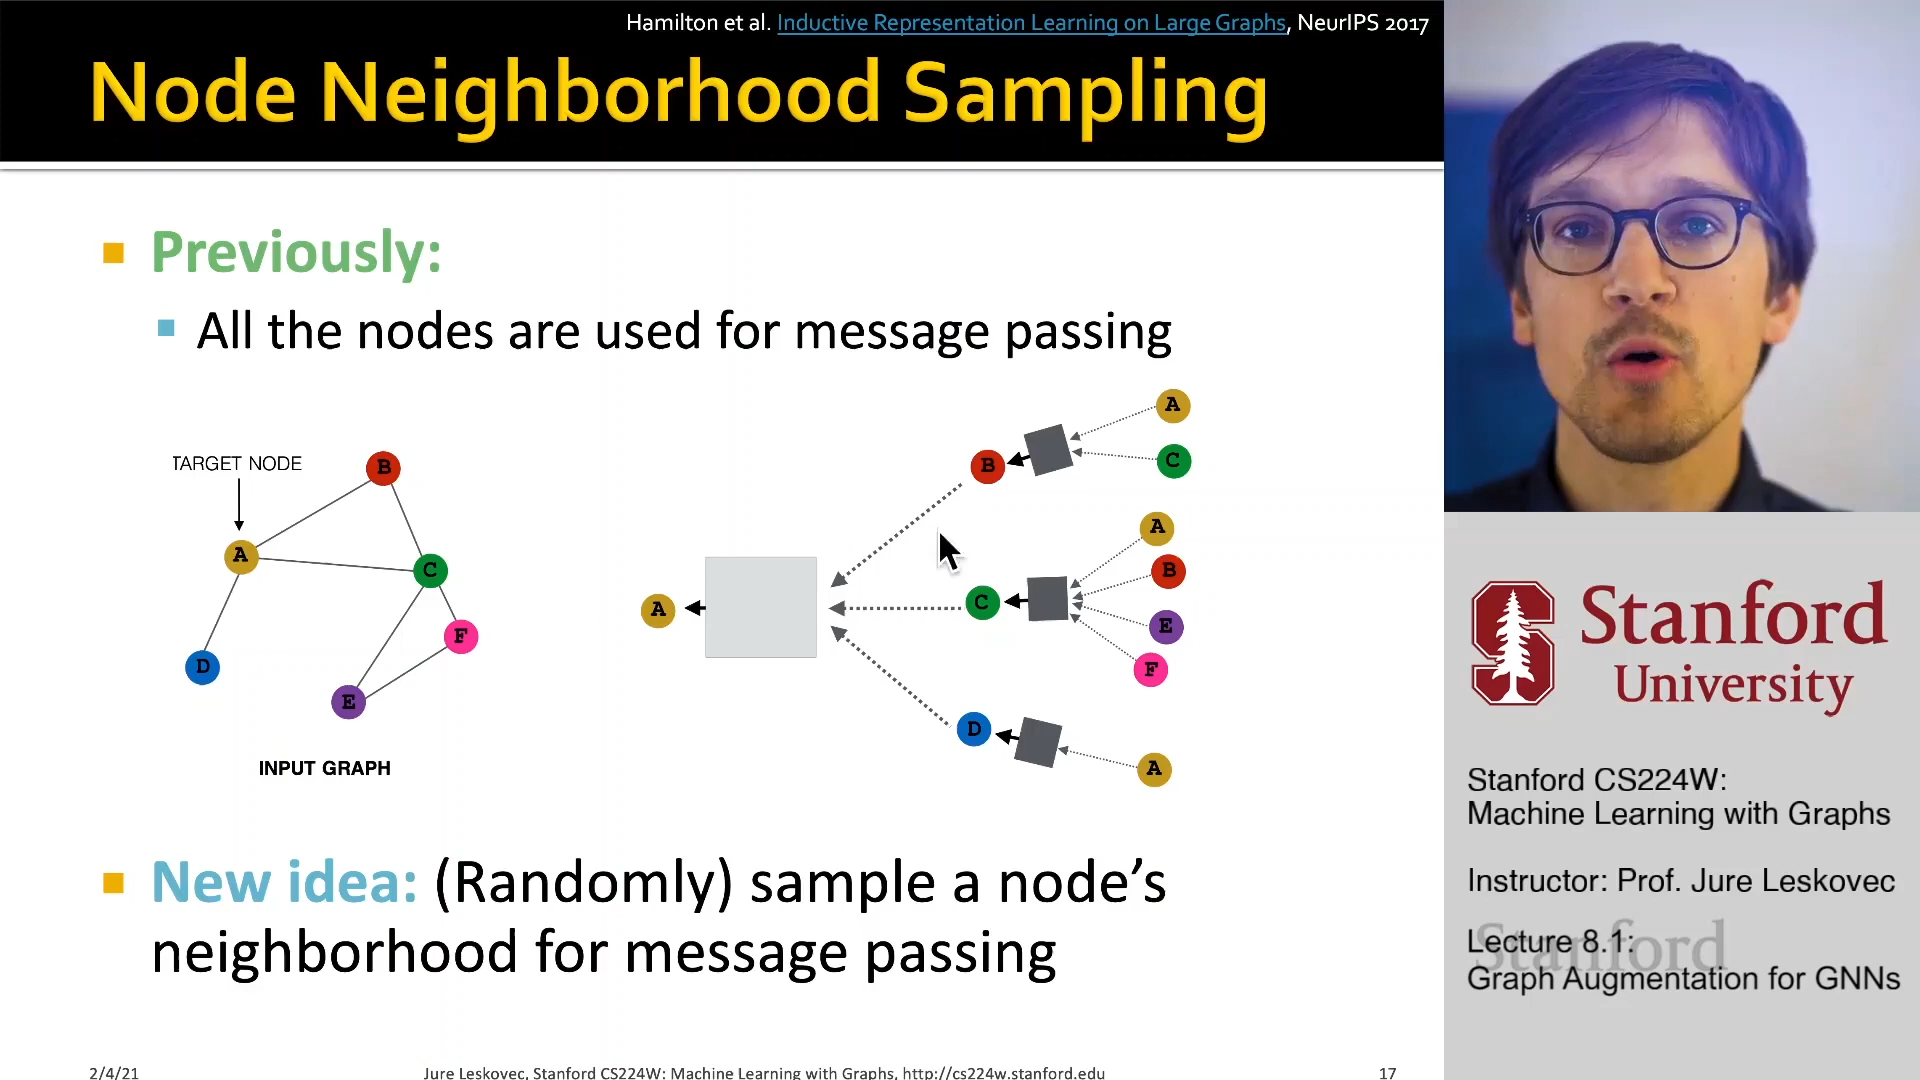 Hamilton et al. Inductive Representation Learning on Large Graphs, NeurIPS 2017
Node Neighborhood Sampling
Previously:
All the nodes are used for message passing
TARGET NODE
B
A
C
F
D
E
INPUT GRAPH
A
B
C
D
A
C
A
B
E
F
A
New idea: (Randomly) sample a node’s
neighborhood for message passing
2/4/21
Jure Leskovec, Stanford CS224W: Machine Learning with Graphs, http://cs224w.stanford.edu
17
S
Stanford
University
Stanford CS224W:
Machine Learning with Graphs
Instructor: Prof. Jure Leskovec
Stanford
Lecture 8.1:
Graph Augmentation for GNNs